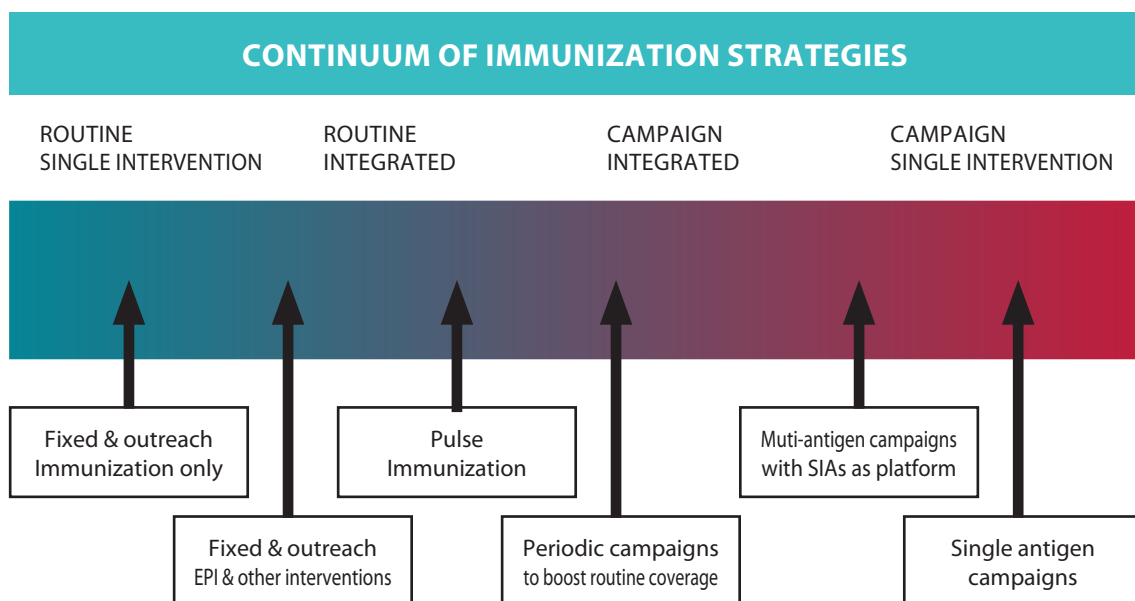 CONTINUUM OF IMMUNIZATION STRATEGIES
ROUTINE
SINGLE INTERVENTION
ROUTINE
INTEGRATED
CAMPAIGN
INTEGRATED
CAMPAIGN
SINGLE INTERVENTION
Fixed & outreach
Immunization only
Pulse
Immunization
Muti-antigen campaigns
with SIAs as platform
Fixed & outreach
EPI & other interventions
Periodic campaigns
to boost routine coverage
Single antigen
campaigns